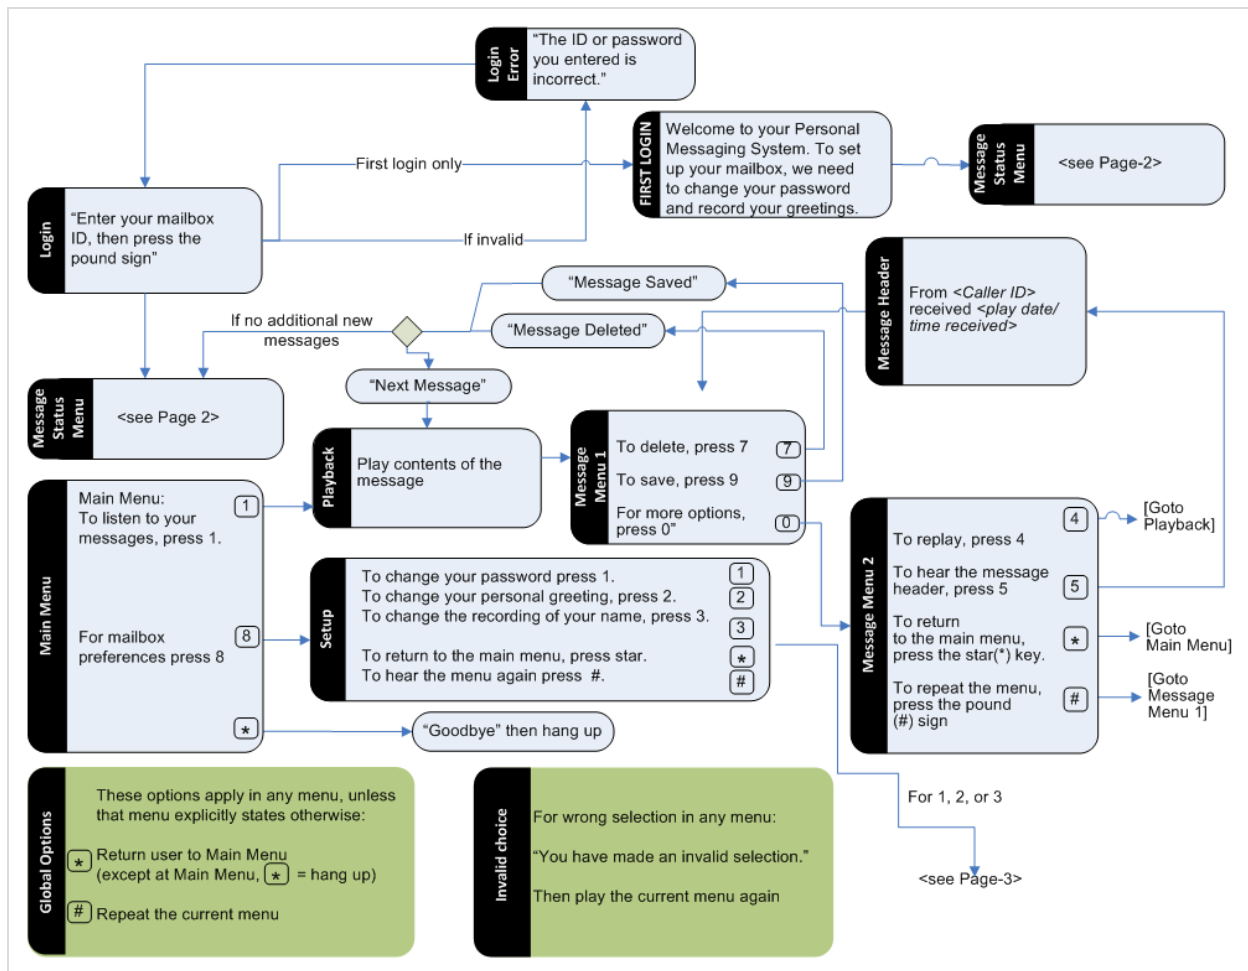 Login
Error
“The ID or password
you entered is
incorrect.”
FIRST LOGIN
Welcome to your Personal
Messaging System. To set
up your mailbox, we need
to change your password
and record your greetings.
Message
Status
Menu
<see Page-2>
First login only
Login
“Enter your mailbox
ID, then press the
pound sign”
If invalid
Message Header
From <Caller ID>
received <play date/
time received>
“Message Saved”
“Message Deleted”
If no additional new
messages
“Next Message”
Message
Status
Menu
<see Page 2>
Playback
Play contents of the
message
Message
Menu 1
To delete, press 7
7
To save, press 9
9
For more options,
press 0”
0
Main Menu
Main Menu:
To listen to your
messages, press 1.
1
For mailbox
preferences press 8
8
*
Setup
To change your password press 1.
1
To change your personal greeting, press 2.
2
To change the recording of your name, press 3.
3
To return to the main menu, press star.
*
To hear the menu again press #.
#
“Goodbye” then hang up
Message Menu 2
4
To replay, press 4
To hear the message
header, press 5
5
To return
to the main menu,
press the star(*) key.
*
To repeat the menu,
press the pound
(#) sign
#
[Goto
Playback]
[Goto
Main Menu]
[Goto
Message
Menu 1]
For 1, 2, or 3
<see Page-3>
Global Options
These options apply in any menu, unless
that menu explicitly states otherwise:
* Return user to Main Menu
(except at Main Menu, * = hang up)
# Repeat the current menu
Invalid choice
For wrong selection in any menu:
“You have made an invalid selection.”
Then play the current menu again